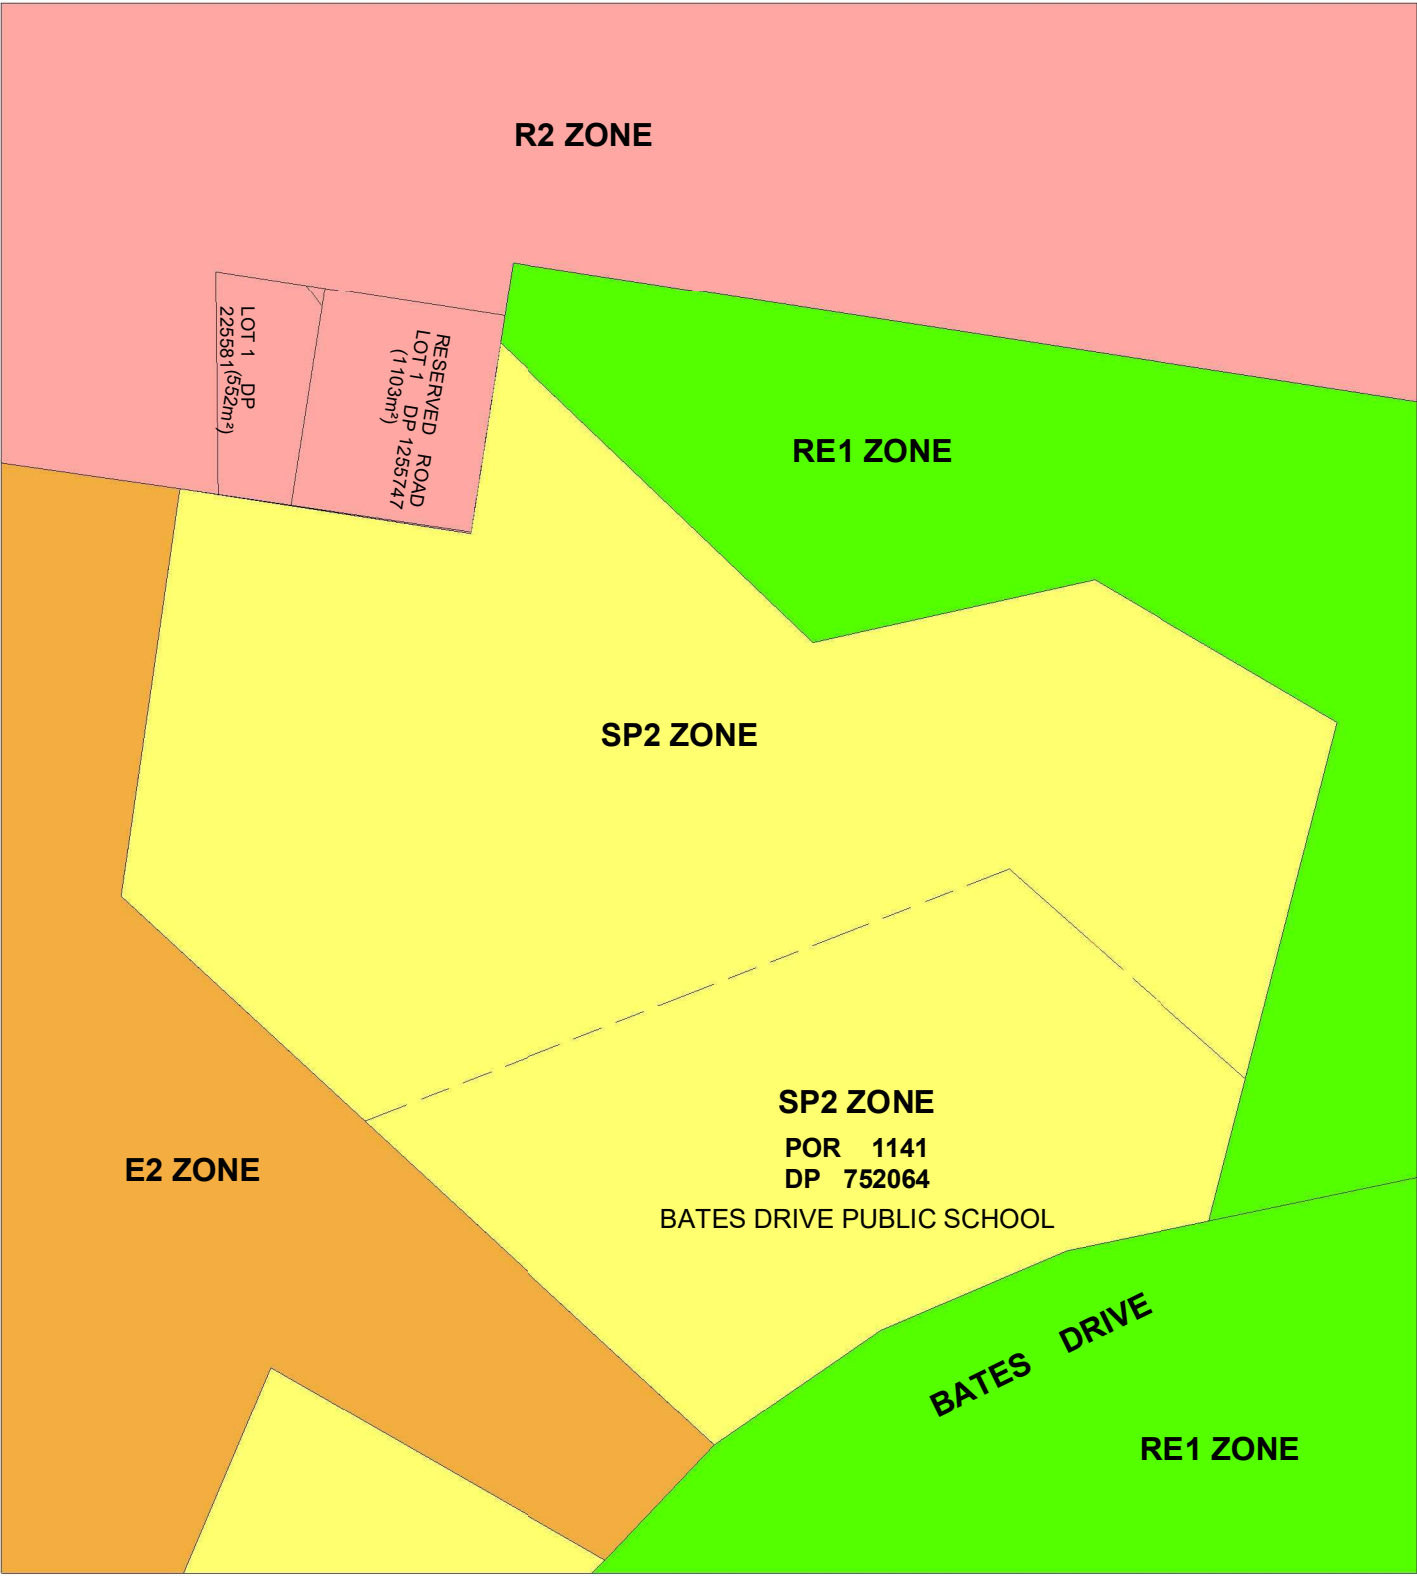 R2 ZONE
LOT 1 DP
225581(552m²)
RESERVED ROAD
LOT 1 DP 1255747
(1103m²)
RE1 ZONE
SP2 ZONE
SP2 ZONE
POR 1141
DP 752064
BATES DRIVE PUBLIC SCHOOL
E2 ZONE
BATES DRIVE
RE1 ZONE